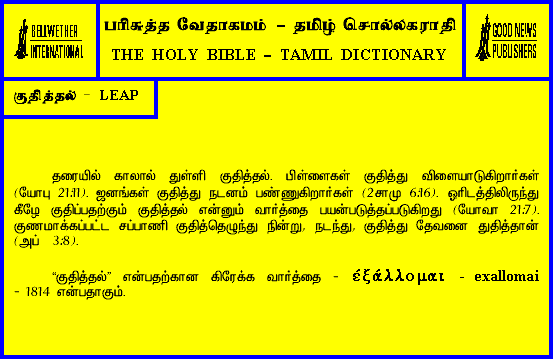 BELLWETHER
INTERNATIONAL
பரிசுத்த வேதாகமம் - தமிழ் சொல்லகராதி
THE HOLY BIBLE - TAMIL DICTIONARY
GOOD NEWS
PUBLISHERS
குதித்தல் - LEAP
தரையில் காலால் துள்ளி குதித்தல். பிள்ளைகள் குதித்து விளையாடுகிறார்கள்
(யோபு 21:11). ஜனங்கள் குதித்து நடனம் பண்ணுகிறார்கள் (2சாமு 6:16). ஓரிடத்திலிருந்து
கீழே குதிப்பதற்கும் குதித்தல் என்னும் வார்த்தை பயன்படுத்தப்படுகிறது (யோவா 21:7).
குணமாக்கப்பட்ட சப்பாணி குதித்தெழுந்து நின்று, நடந்து, குதித்து தேவனை துதித்தான்
(அப் 3:8).
“குதித்தல்” என்பதற்கான கிரேக்க வார்த்தை - ἐξάλλομαι - exallomai
- 1814 என்பதாகும்.